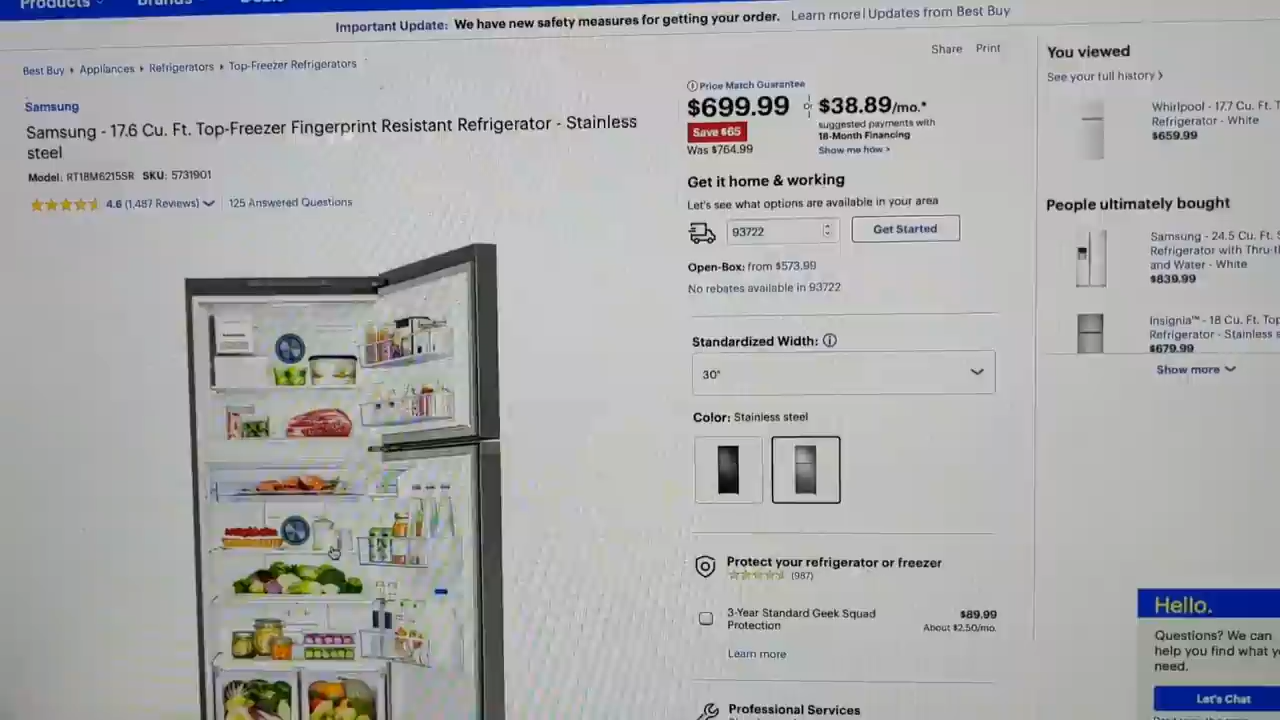 Products
Brands
Deals
Important Update: We have new safety measures for getting your order. Learn more | Updates from Best Buy
Share Print
Best Buy › Appliances › Refrigerators › Top-Freezer Refrigerators
Samsung
Samsung - 17.6 Cu. Ft. Top-Freezer Fingerprint Resistant Refrigerator - Stainless
steel
Model: RT18M6215SR SKU: 5731901
4.6 (1,487 Reviews) 125 Answered Questions
Price Match Guarantee
$699.99 or $38.89/mo.*
Save $65
Was $764.99
suggested payments with
18-Month Financing
Show me how ›
Get it home & working
Let's see what options are available in your area
93722
Get Started
Open-Box: from $573.99
No rebates available in 93722
Standardized Width:
30"
Color: Stainless steel
Protect your refrigerator or freezer
(987)
3-Year Standard Geek Squad
Protection
$89.99
About $2.50/mo.
Learn more
Professional Services
You viewed
See your full history ›
Whirlpool - 17.7 Cu. Ft. T
Refrigerator - White
$659.99
People ultimately bought
Samsung - 24.5 Cu. Ft. S
Refrigerator with Thru-t
and Water - White
$839.99
Insignia™ - 18 Cu. Ft. Top
Refrigerator - Stainless s
$679.99
Show more
Hello.
Questions? We can
help you find what y
need.
Let's Chat